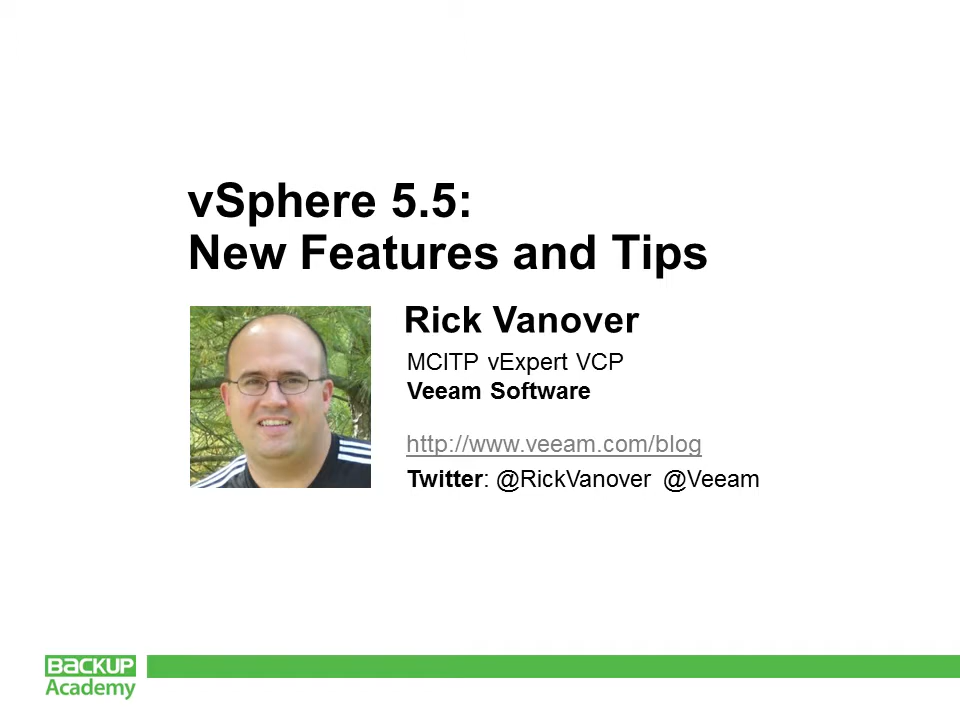 vSphere 5.5:
New Features and Tips
Rick Vanover
MCITP vExpert VCP
Veeam Software
http://www.veeam.com/blog
Twitter: @RickVanover @Veeam
BACKUP
Academy